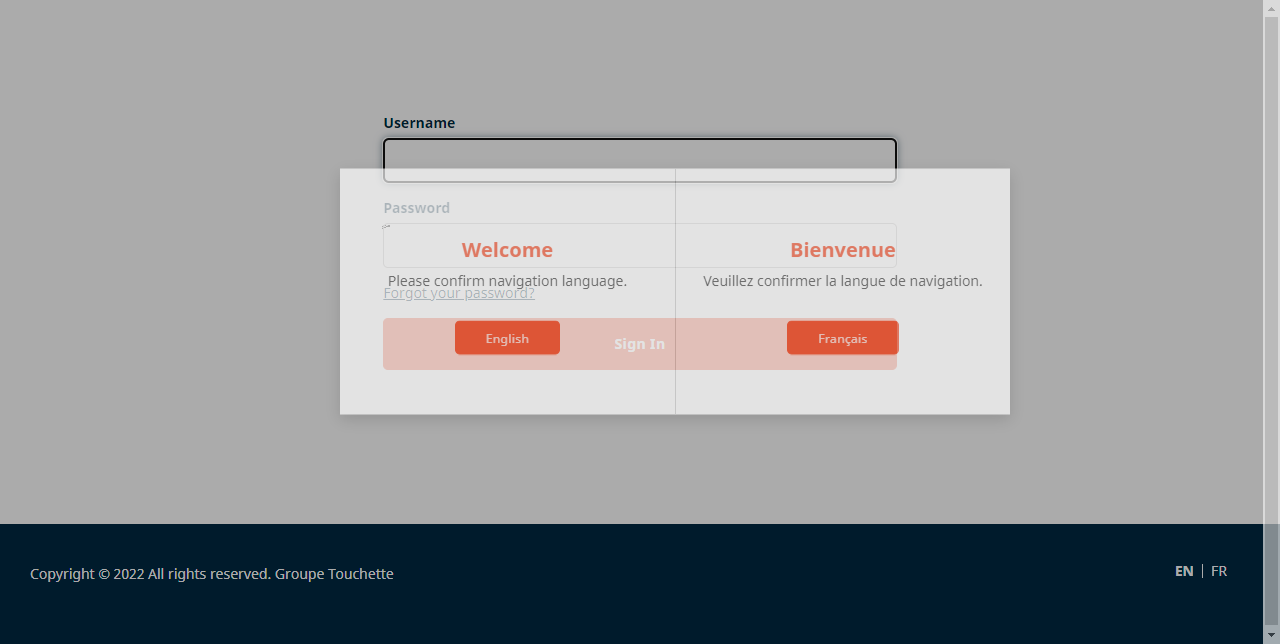 Username
Password
Welcome
Bienvenue
Please confirm navigation language.
Veuillez confirmer la langue de navigation.
Forgot your password?
English
Sign In
Français
Copyright © 2022 All rights reserved. Groupe Touchette
EN | FR